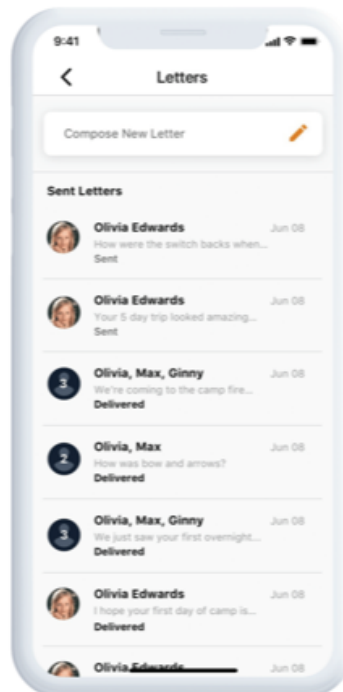 9:41
Letters
Compose New Letter
Sent Letters
Olivia Edwards Jun 08
How were the switch backs when...
Sent
Olivia Edwards Jun 08
Your 5 day trip looked amazing...
Sent
3 Olivia, Max, Ginny Jun 08
We're coming to the camp fire...
Delivered
2 Olivia, Max Jun 08
How was bow and arrows?
Delivered
3 Olivia, Max, Ginny Jun 08
We just saw your first overnight...
Delivered
Olivia Edwards Jun 08
I hope your first day of camp is...
Delivered
Olivia Edwards Jun 08